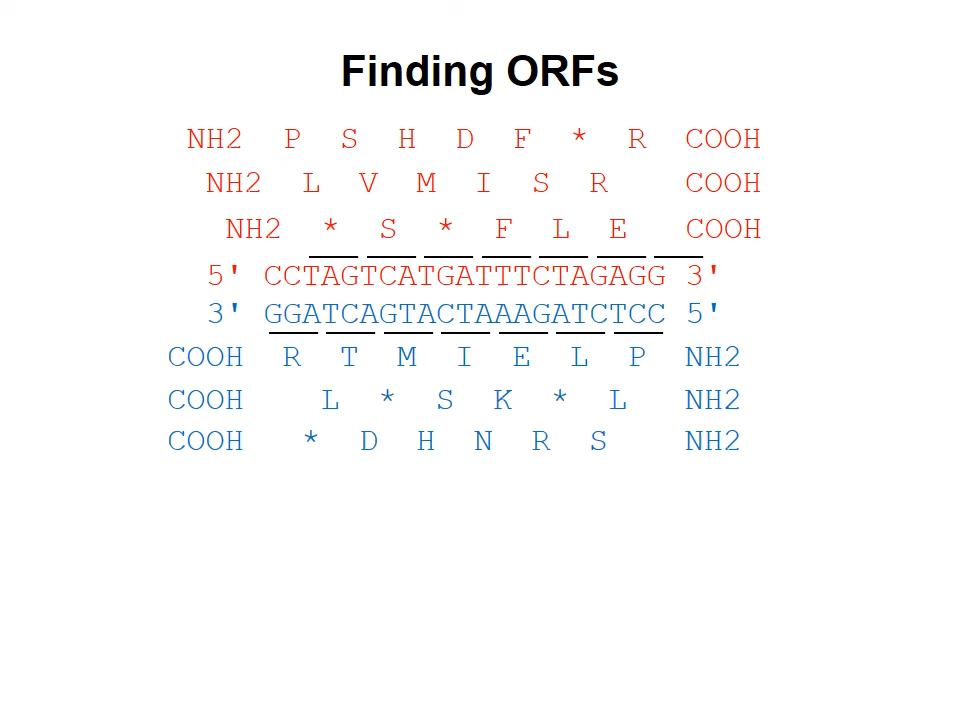 Finding ORFs
NH2 P S H D F * R COOH
NH2 L V M I S R COOH
NH2 * S * F L E COOH
5' CCTAGTCATGATTTCTAGAGG 3'
3' GGATCAGTACTAAAGATCTCC 5'
COOH R T M I E L P NH2
COOH L * S K * L NH2
COOH * D H N R S NH2